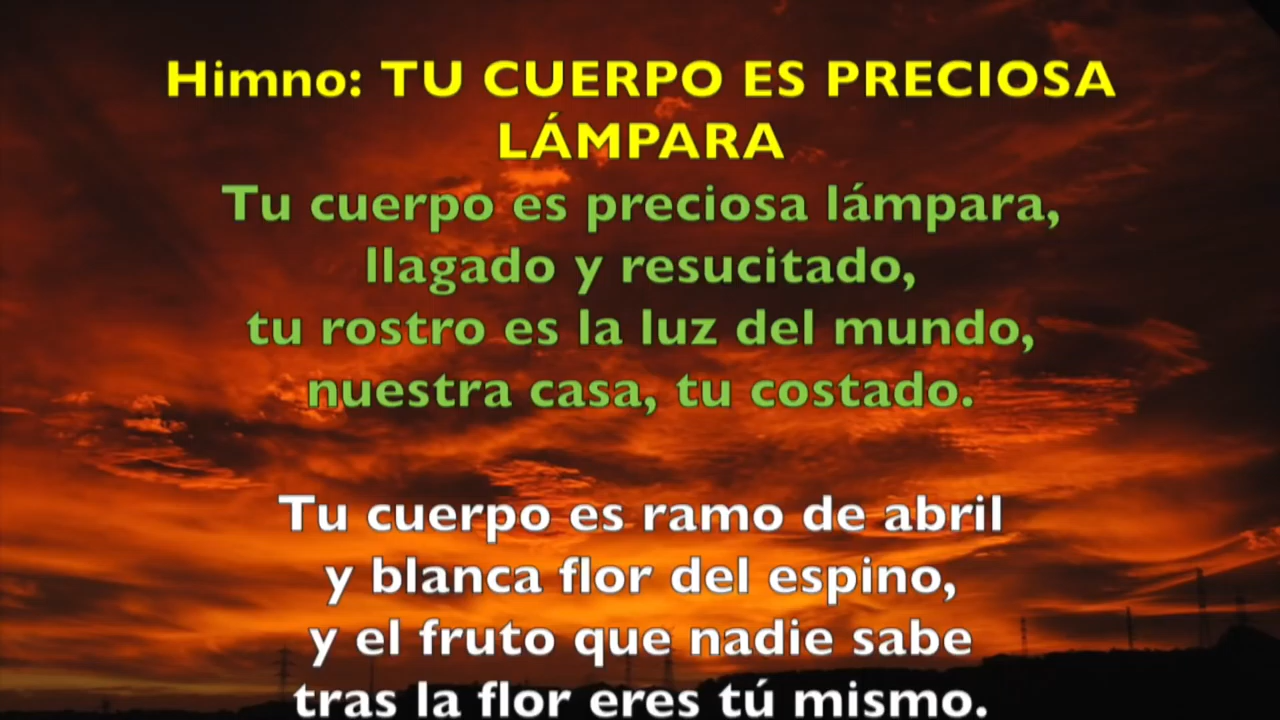 Himno: TU CUERPO ES PRECIOSA
LÁMPARA
Tu cuerpo es preciosa lámpara,
llagado y resucitado,
tu rostro es la luz del mundo,
nuestra casa, tu costado.
Tu cuerpo es ramo de abril
y blanca flor del espino,
y el fruto que nadie sabe
tras la flor eres tú mismo.